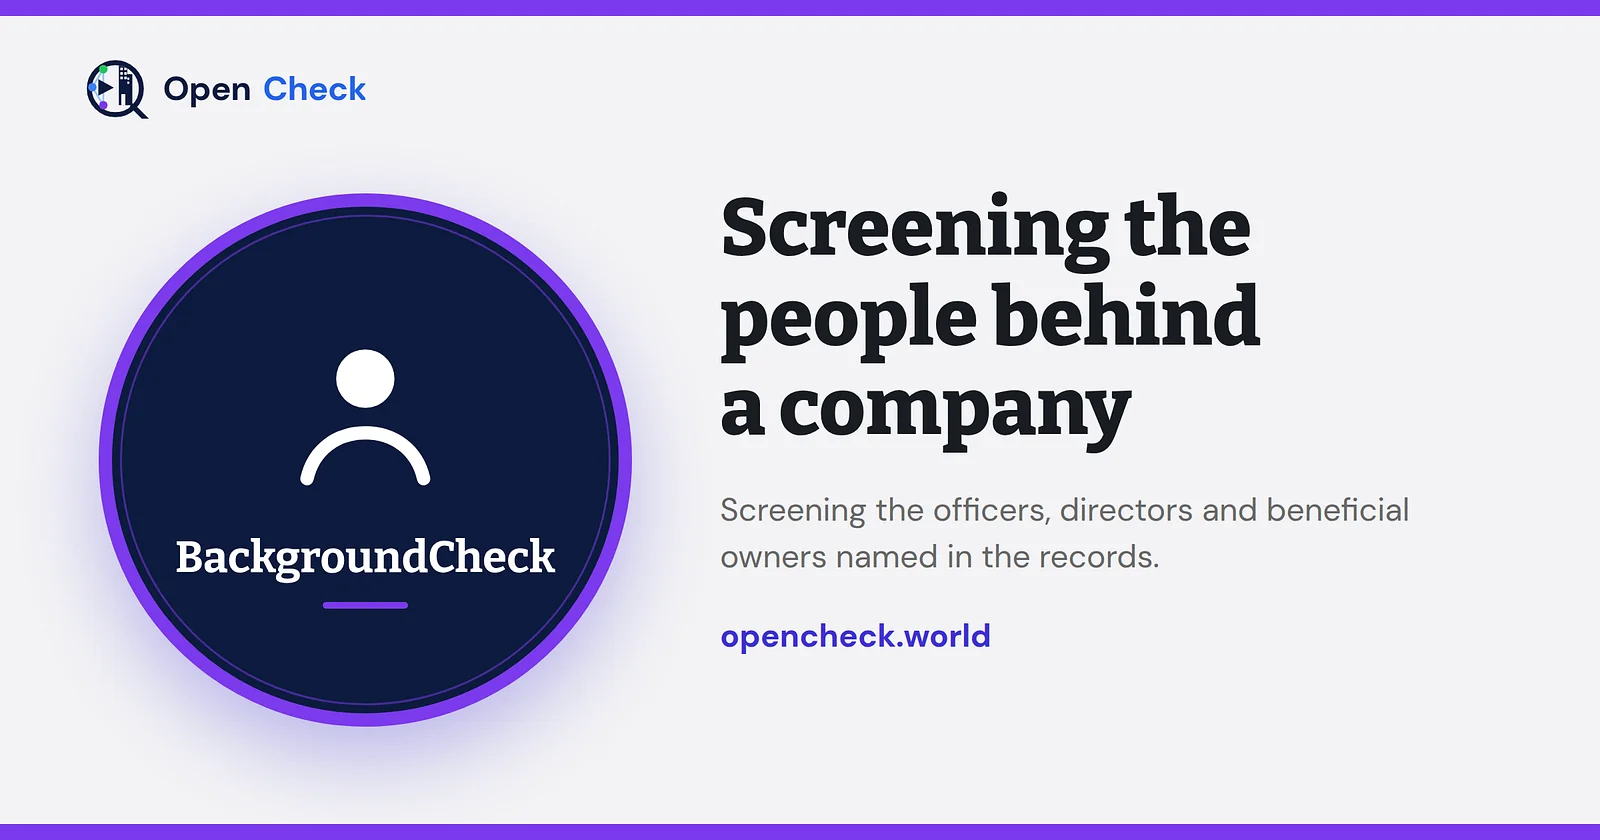 Open Check
BackgroundCheck
Screening the
people behind
a company
Screening the officers, directors and beneficial
owners named in the records.
opencheck.world